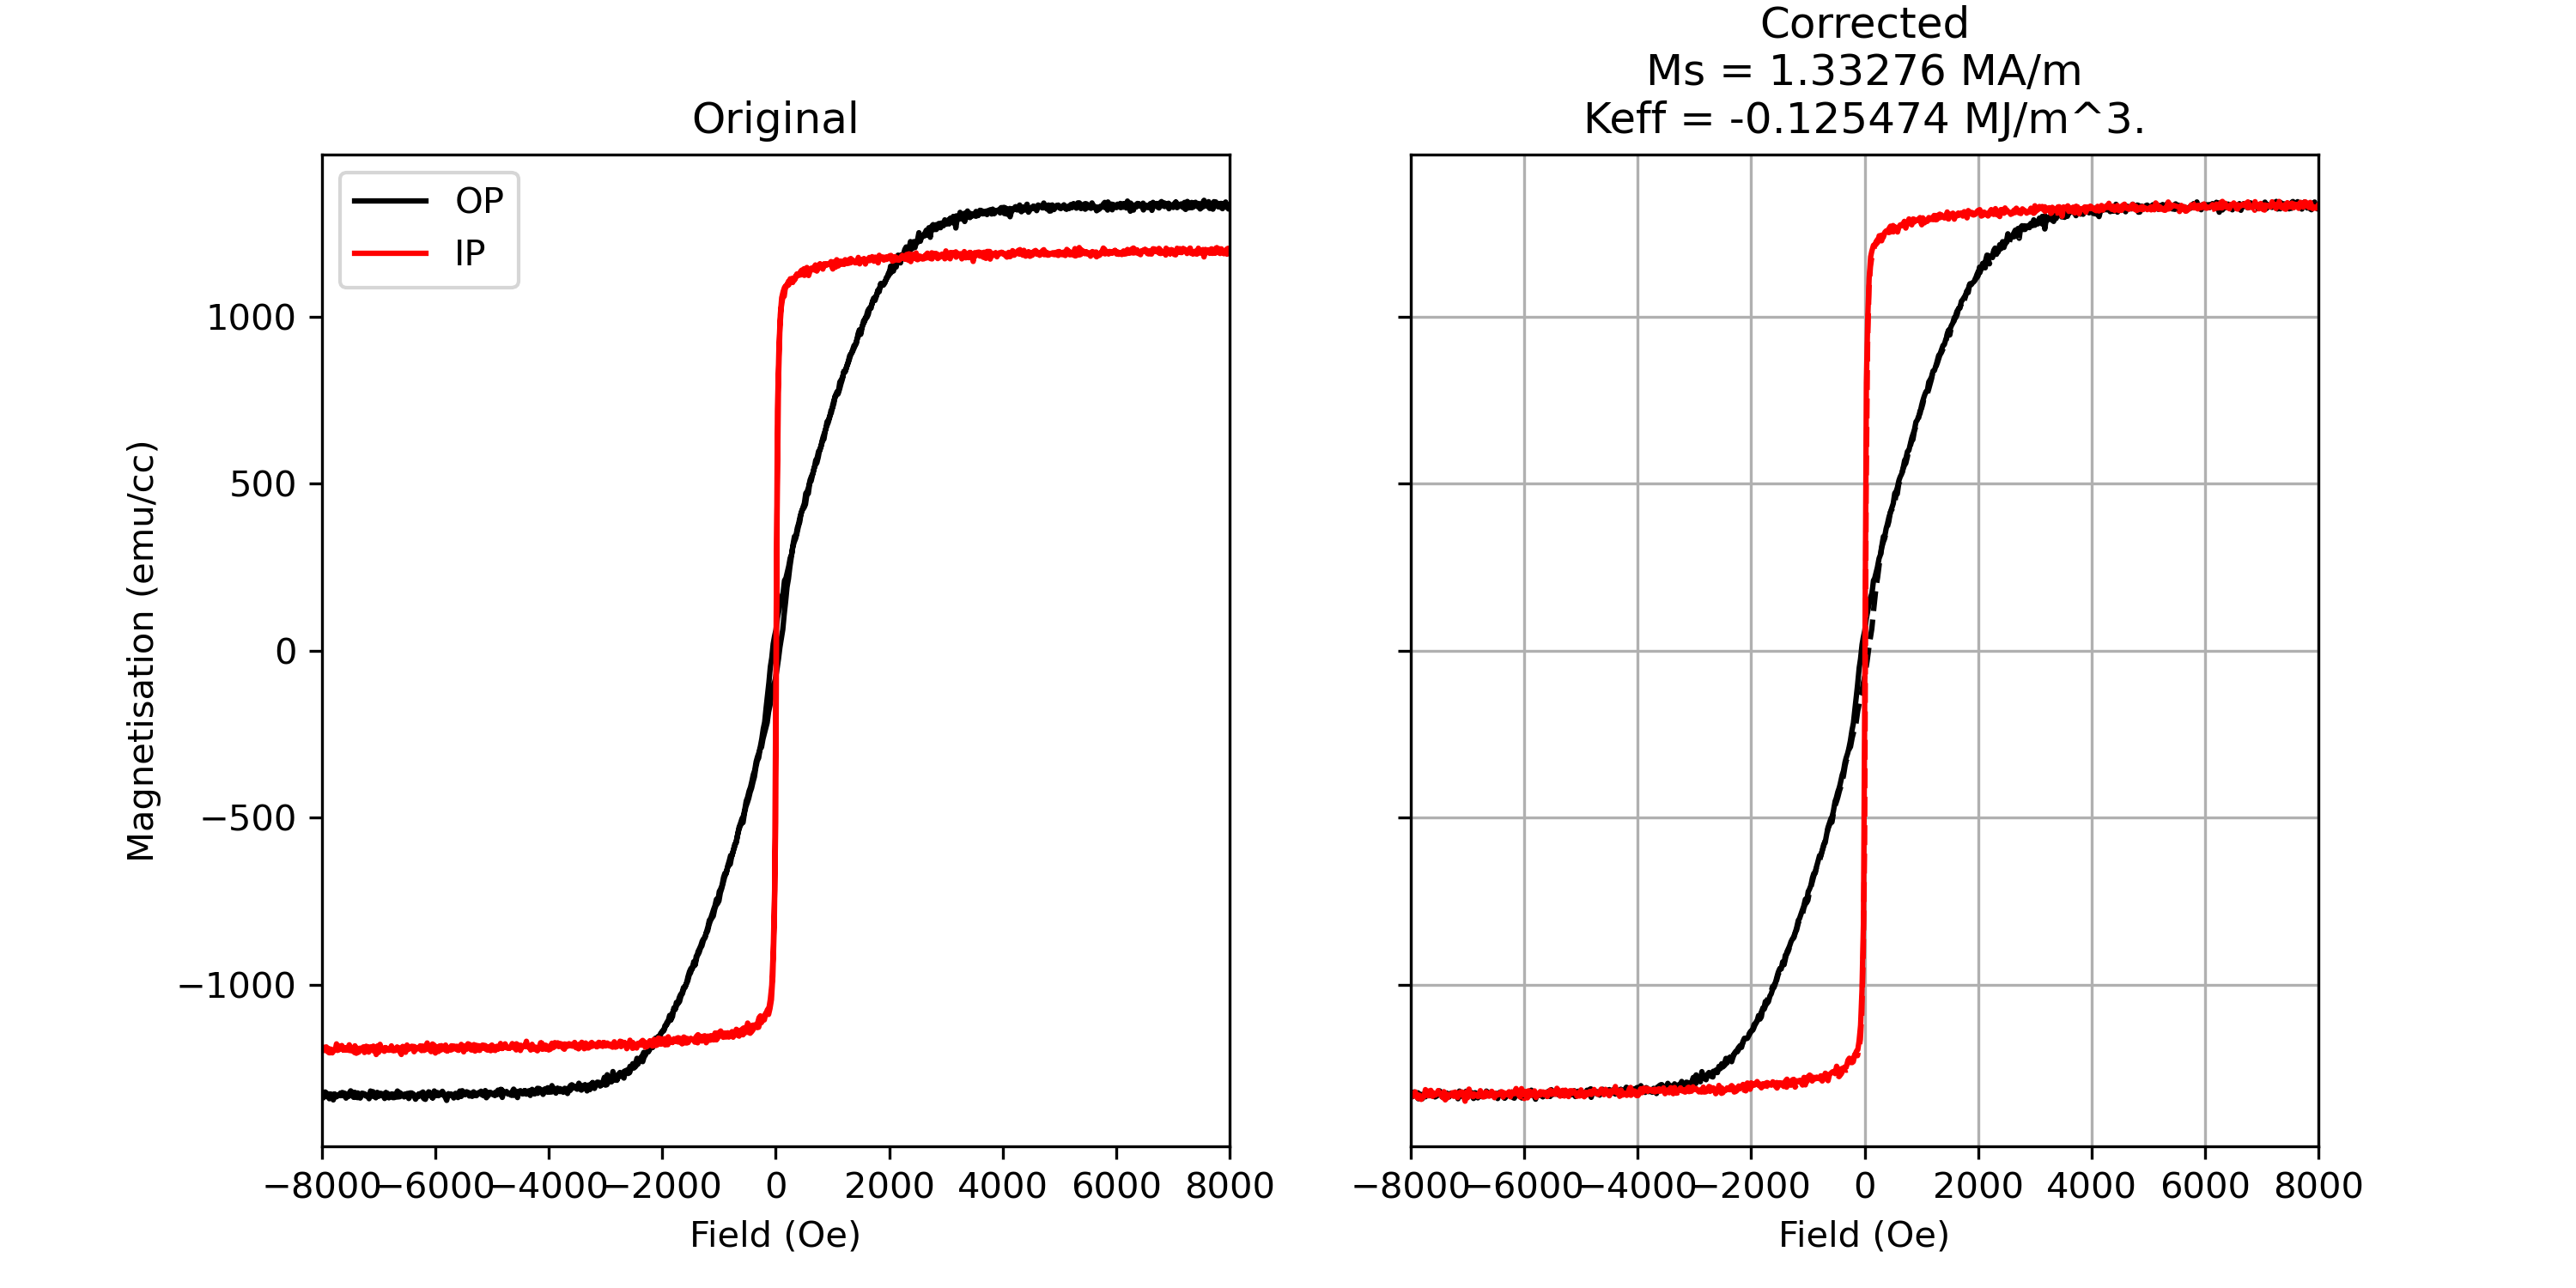 Original
OP
IP
1000
500
0
−500
−1000
Magnetisation (emu/cc)
−8000 −6000 −4000 −2000 0 2000 4000 6000 8000
Field (Oe)
Corrected
Ms = 1.33276 MA/m
Keff = -0.125474 MJ/m^3.
−8000 −6000 −4000 −2000 0 2000 4000 6000 8000
Field (Oe)